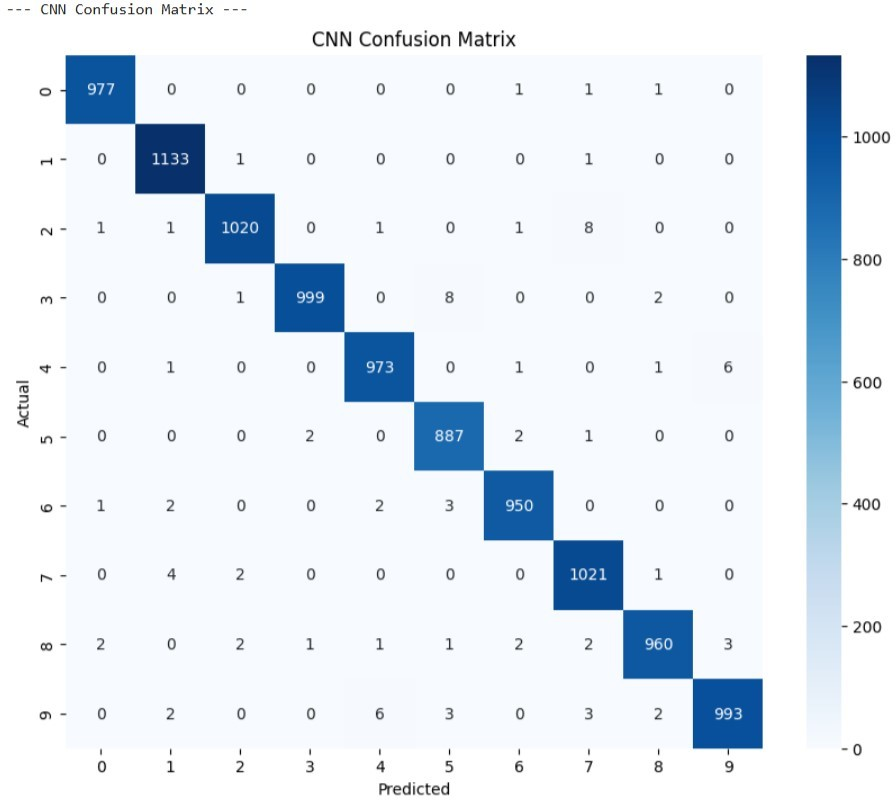 --- CNN Confusion Matrix ---
CNN Confusion Matrix
0 977 0 0 0 0 0 1 1 1 0
1 0 1133 1 0 0 0 0 1 0 0
2 1 1 1020 0 1 0 1 8 0 0
3 0 0 1 999 0 8 0 0 2 0
4 0 1 0 0 973 0 1 0 1 6
5 0 0 0 2 0 887 2 1 0 0
6 1 2 0 0 2 3 950 0 0 0
7 0 4 2 0 0 0 0 1021 1 0
8 2 0 2 1 1 1 2 2 960 3
9 0 2 0 0 6 3 0 3 2 993
0 1 2 3 4 5 6 7 8 9
Actual
Predicted
1000
800
600
400
200
0